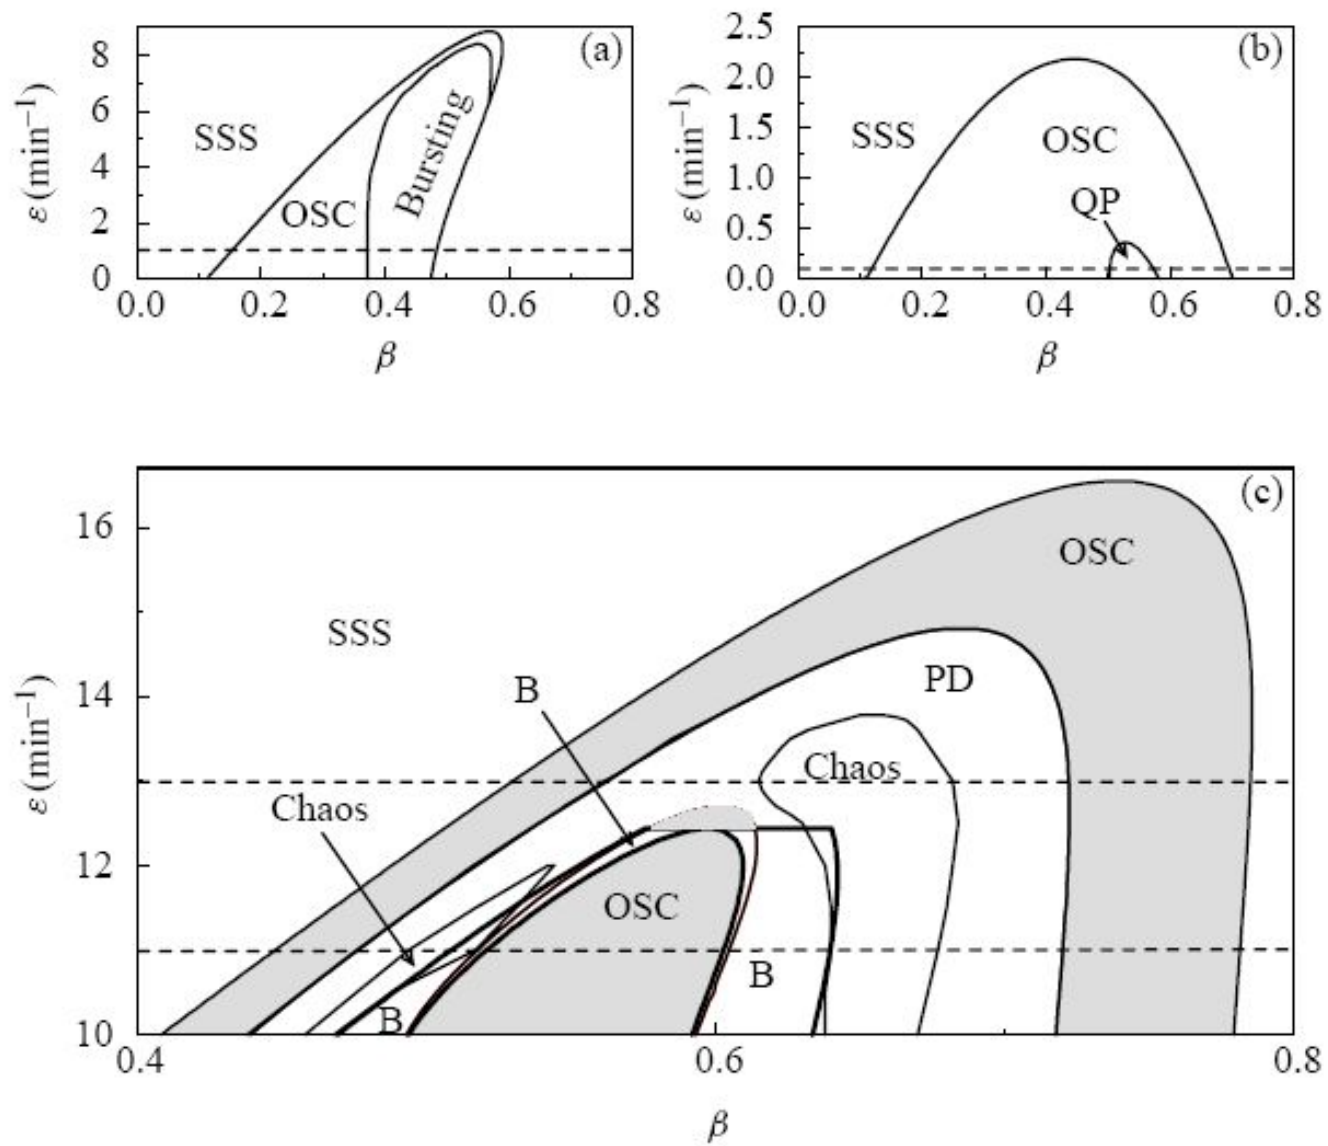 (a)
8
6
4
2
0
ε (min⁻¹)
SSS
OSC
Bursting
0.0 0.2 0.4 0.6 0.8
β
(b)
2.5
2.0
1.5
1.0
0.5
0.0
ε (min⁻¹)
SSS
OSC
QP
0.0 0.2 0.4 0.6 0.8
β
(c)
16
14
12
10
ε (min⁻¹)
OSC
SSS
PD
B
Chaos
Chaos
OSC
B
B
0.4 0.6 0.8
β